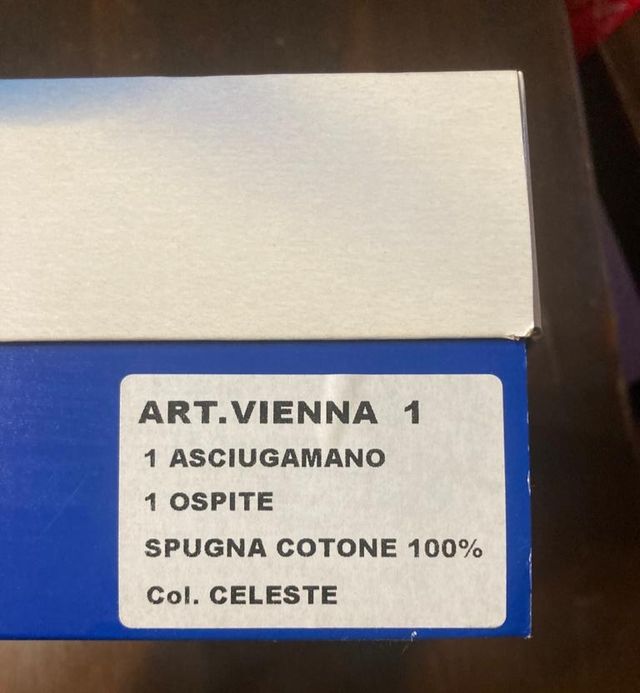 ART.VIENNA 1
1 ASCIUGAMANO
1 OSPITE
SPUGNA COTONE 100%
Col. CELESTE